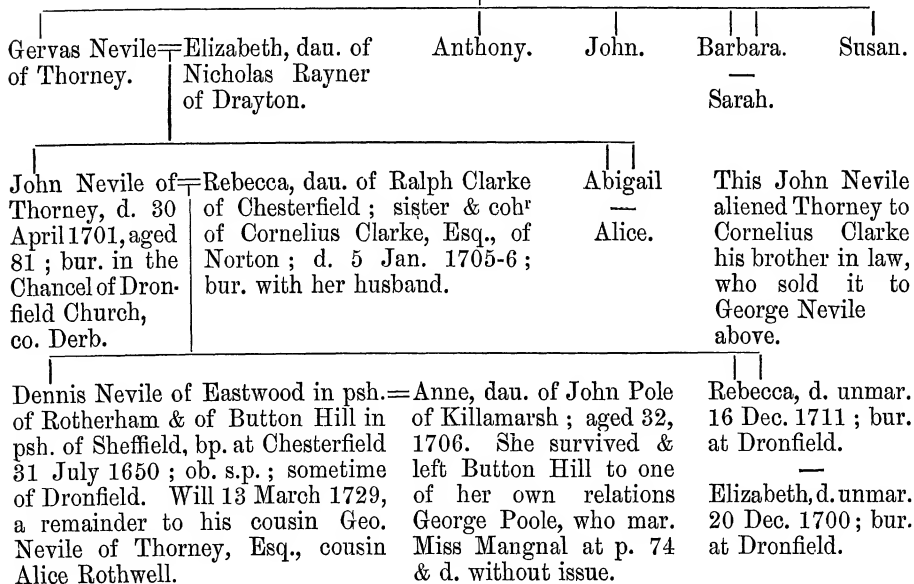 Gervas Nevile=Elizabeth, dau. of
of Thorney. Nicholas Rayner
of Drayton.
Anthony.
John.
Barbara.
—
Sarah.
Susan.
John Nevile of=Rebecca, dau. of Ralph Clarke
Thorney, d. 30 of Chesterfield ; sister & cohr
April 1701, aged of Cornelius Clarke, Esq., of
81 ; bur. in the Norton ; d. 5 Jan. 1705-6 ;
Chancel of Dron- bur. with her husband.
field Church,
co. Derb.
Abigail
—
Alice.
This John Nevile
aliened Thorney to
Cornelius Clarke
his brother in law,
who sold it to
George Nevile
above.
Dennis Nevile of Eastwood in psh.=Anne, dau. of John Pole
of Rotherham & of Button Hill in of Killamarsh ; aged 32,
psh. of Sheffield, bp. at Chesterfield 1706. She survived &
31 July 1650 ; ob. s.p. ; sometime left Button Hill to one
of Dronfield. Will 13 March 1729, of her own relations
a remainder to his cousin Geo. George Poole, who mar.
Nevile of Thorney, Esq., cousin Miss Mangnal at p. 74
Alice Rothwell. & d. without issue.
Rebecca, d. unmar.
16 Dec. 1711 ; bur.
at Dronfield.
—
Elizabeth, d. unmar.
20 Dec. 1700 ; bur.
at Dronfield.